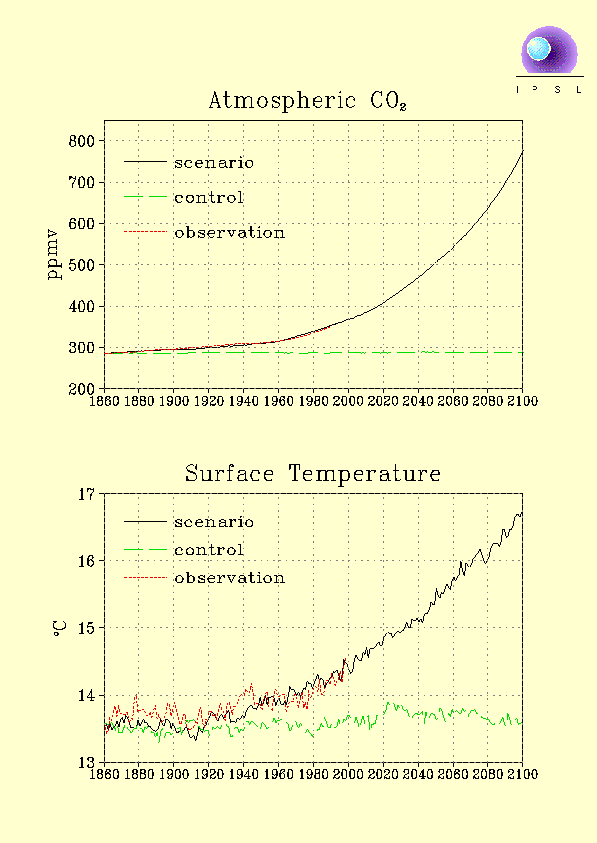 I P S L
Atmospheric CO₂
800
700
600
500
400
300
200
ppmv
scenario
control
observation
1860 1880 1900 1920 1940 1960 1980 2000 2020 2040 2060 2080 2100
Surface Temperature
17
16
15
14
13
°C
scenario
control
observation
1860 1880 1900 1920 1940 1960 1980 2000 2020 2040 2060 2080 2100